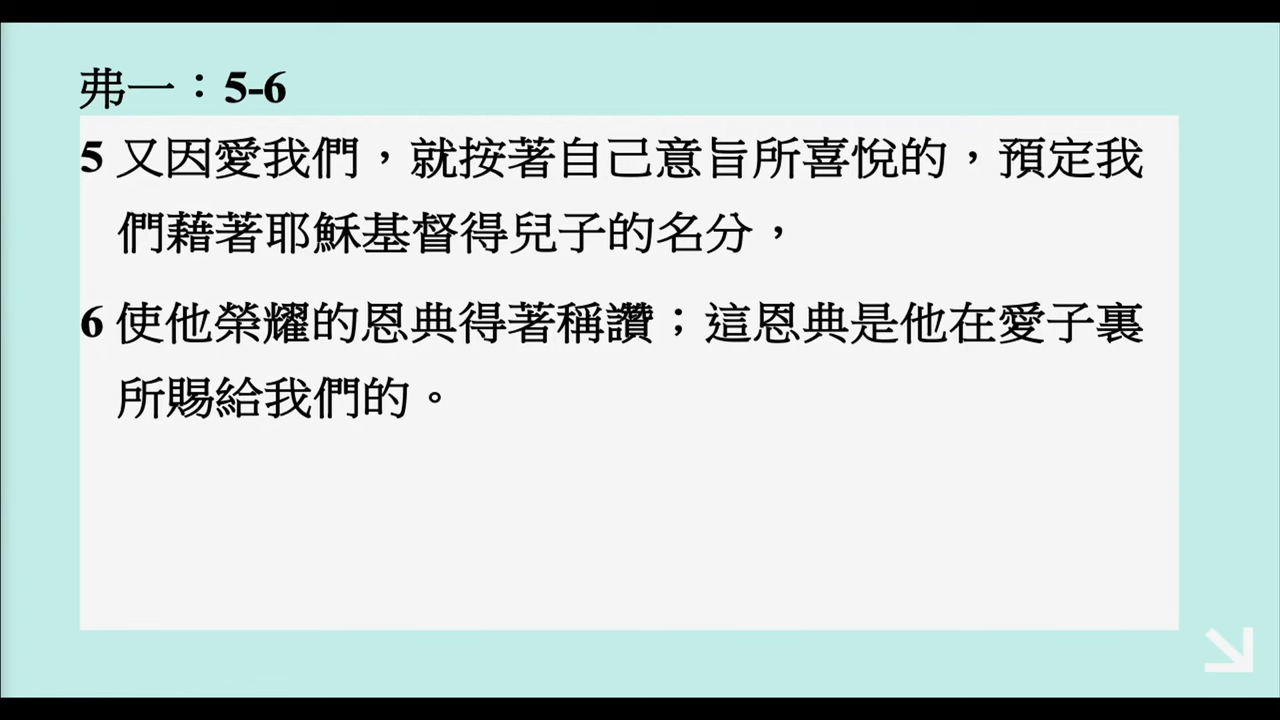 弗一：5-6
5 又因愛我們，就按著自己意旨所喜悅的，預定我
們藉著耶穌基督得兒子的名分，
6 使他榮耀的恩典得著稱讚；這恩典是他在愛子裏
所賜給我們的。